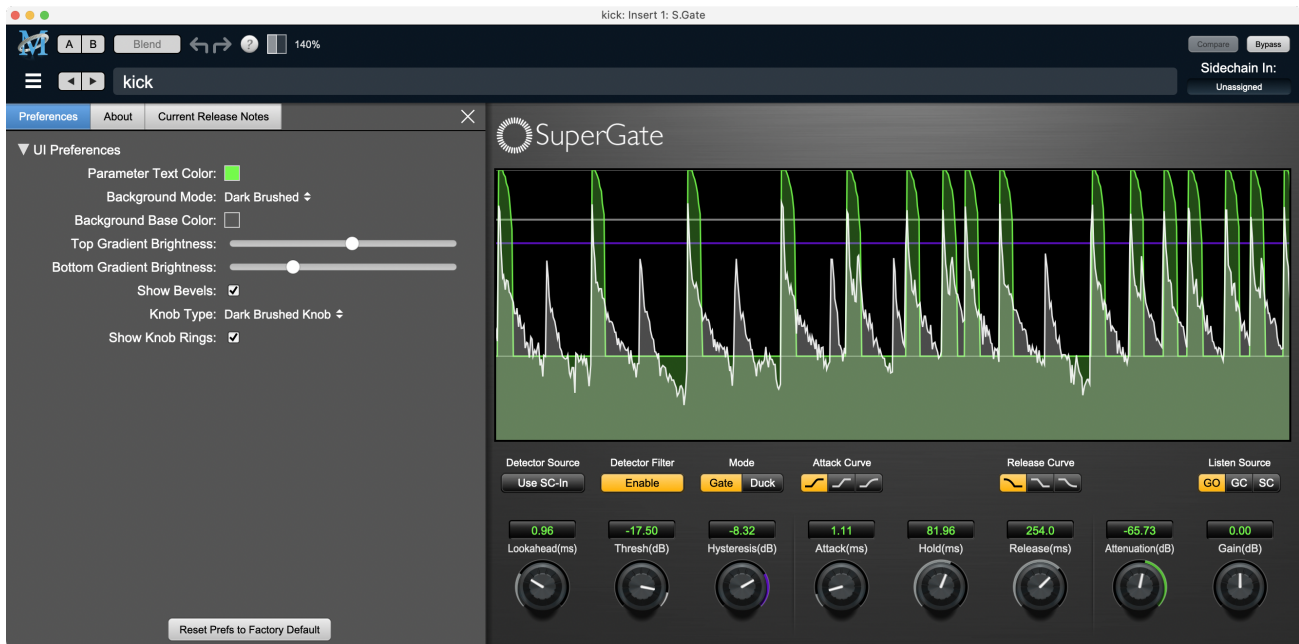 kick: Insert 1: S.Gate
A B Blend ? 140% Compare Bypass
kick Sidechain In:
Unassigned
Preferences About Current Release Notes
SuperGate
UI Preferences
Parameter Text Color:
Background Mode: Dark Brushed
Background Base Color:
Top Gradient Brightness:
Bottom Gradient Brightness:
Show Bevels:
Knob Type: Dark Brushed Knob
Show Knob Rings:
Detector Source Detector Filter Mode Attack Curve Release Curve Listen Source
Use SC-In Enable Gate Duck GO GC SC
0.96 -17.50 -8.32 1.11 81.96 254.0 -65.73 0.00
Lookahead(ms) Thresh(dB) Hysteresis(dB) Attack(ms) Hold(ms) Release(ms) Attenuation(dB) Gain(dB)
Reset Prefs to Factory Default